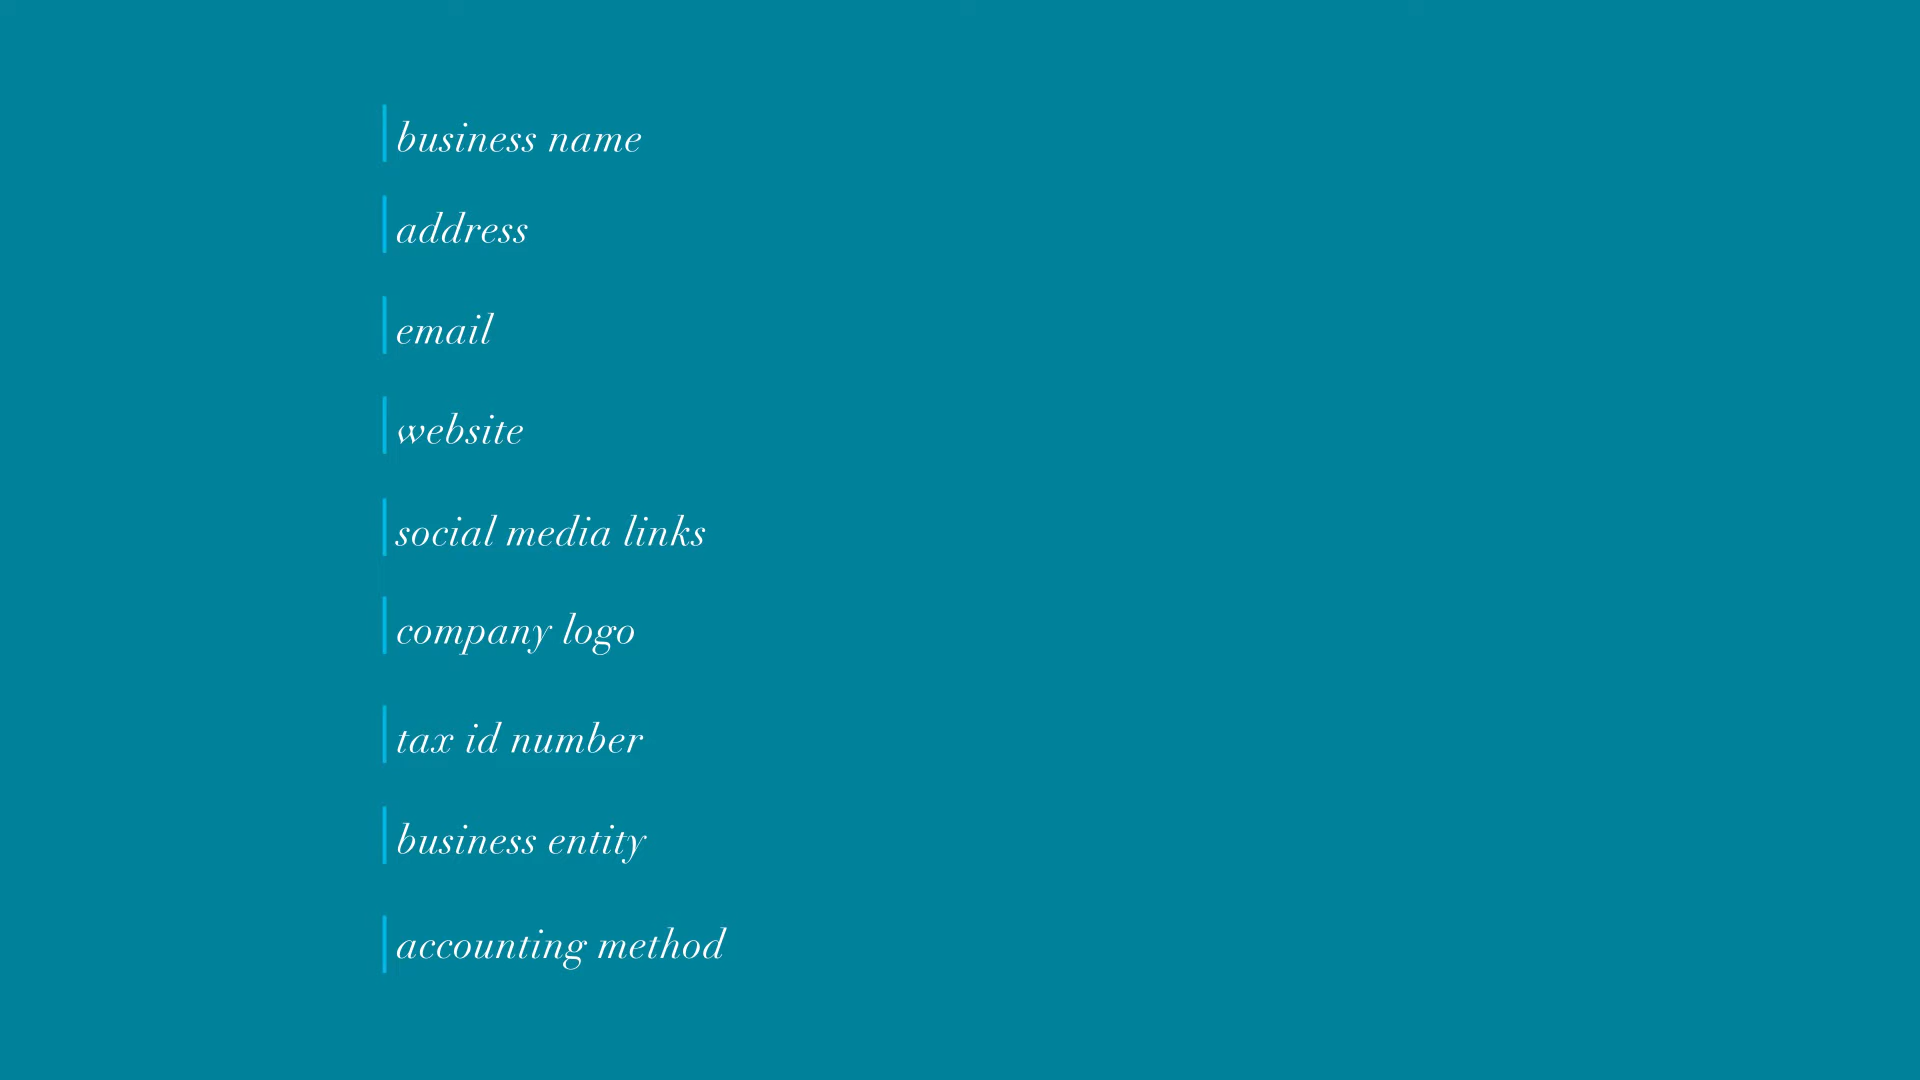 business name
address
email
website
social media links
company logo
tax id number
business entity
accounting method